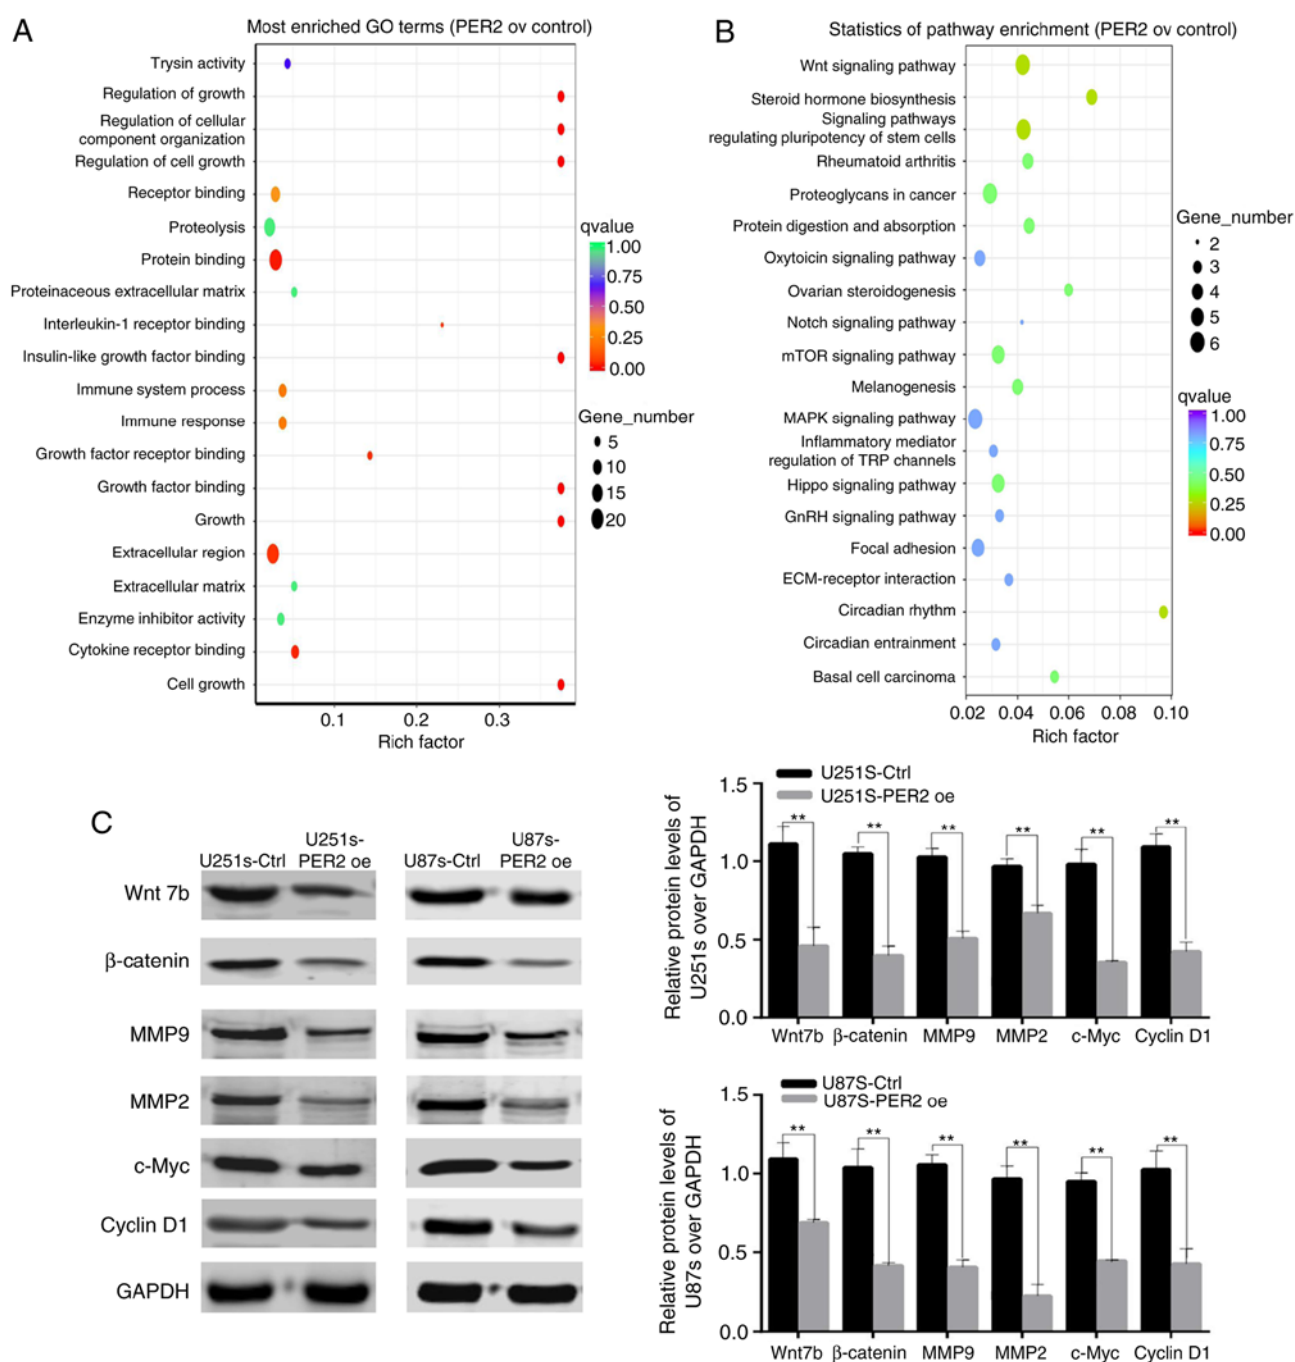 A
Most enriched GO terms (PER2 ov control)
Trysin activity
Regulation of growth
Regulation of cellular
component organization
Regulation of cell growth
Receptor binding
Proteolysis
Protein binding
Proteinaceous extracellular matrix
Interleukin-1 receptor binding
Insulin-like growth factor binding
Immune system process
Immune response
Growth factor receptor binding
Growth factor binding
Growth
Extracellular region
Extracellular matrix
Enzyme inhibitor activity
Cytokine receptor binding
Cell growth
0.1 0.2 0.3
Rich factor
qvalue
1.00
0.75
0.50
0.25
0.00
Gene_number
5
10
15
20
B
Statistics of pathway enrichment (PER2 ov control)
Wnt signaling pathway
Steroid hormone biosynthesis
Signaling pathways
regulating pluripotency of stem cells
Rheumatoid arthritis
Proteoglycans in cancer
Protein digestion and absorption
Oxytoicin signaling pathway
Ovarian steroidogenesis
Notch signaling pathway
mTOR signaling pathway
Melanogenesis
MAPK signaling pathway
Inflammatory mediator
regulation of TRP channels
Hippo signaling pathway
GnRH signaling pathway
Focal adhesion
ECM-receptor interaction
Circadian rhythm
Circadian entrainment
Basal cell carcinoma
0.02 0.04 0.06 0.08 0.10
Rich factor
Gene_number
2
3
4
5
6
qvalue
1.00
0.75
0.50
0.25
0.00
C
U251s-Ctrl
U251s-
PER2 oe
U87s-Ctrl
U87s-
PER2 oe
Wnt 7b
β-catenin
MMP9
MMP2
c-Myc
Cyclin D1
GAPDH
U251S-Ctrl
U251S-PER2 oe
Relative protein levels of
U251s over GAPDH
1.5
1.0
0.5
0.0
** ** ** ** ** **
Wnt7b β-catenin MMP9 MMP2 c-Myc Cyclin D1
U87S-Ctrl
U87S-PER2 oe
Relative protein levels of
U87s over GAPDH
1.5
1.0
0.5
0.0
** ** ** ** ** **
Wnt7b β-catenin MMP9 MMP2 c-Myc Cyclin D1